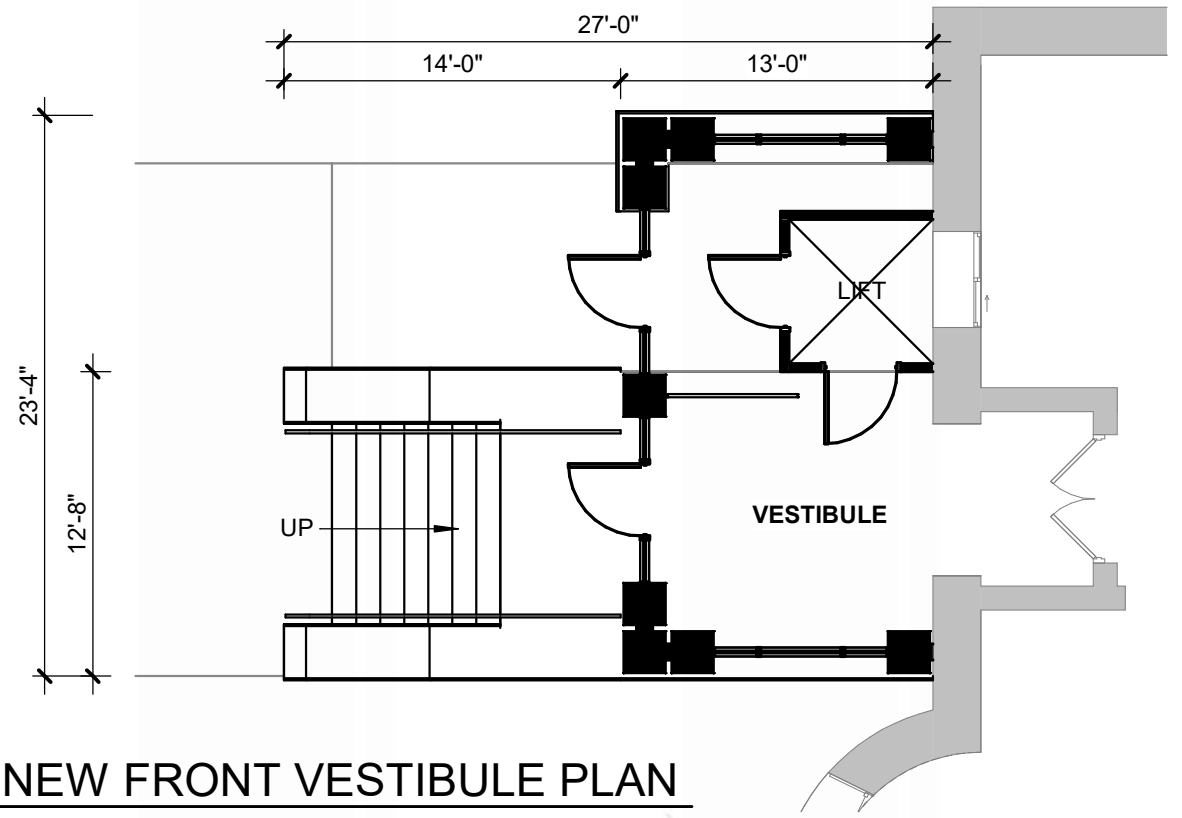 27'-0"
14'-0"
13'-0"
23'-4"
12'-8"
LIFT
UP
VESTIBULE
NEW FRONT VESTIBULE PLAN